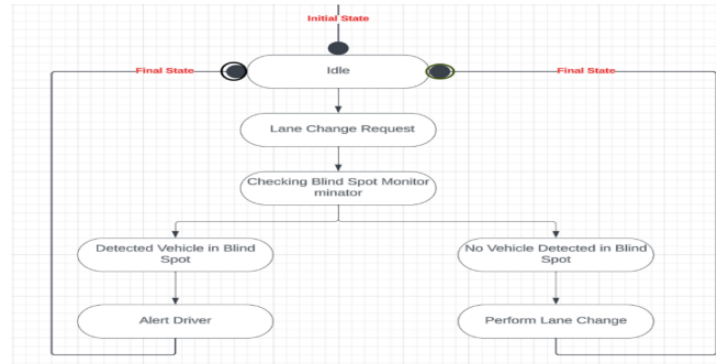 Initial State
Final State
Idle
Final State
Lane Change Request
Checking Blind Spot Monitor
minator
Detected Vehicle in Blind
Spot
No Vehicle Detected in Blind
Spot
Alert Driver
Perform Lane Change